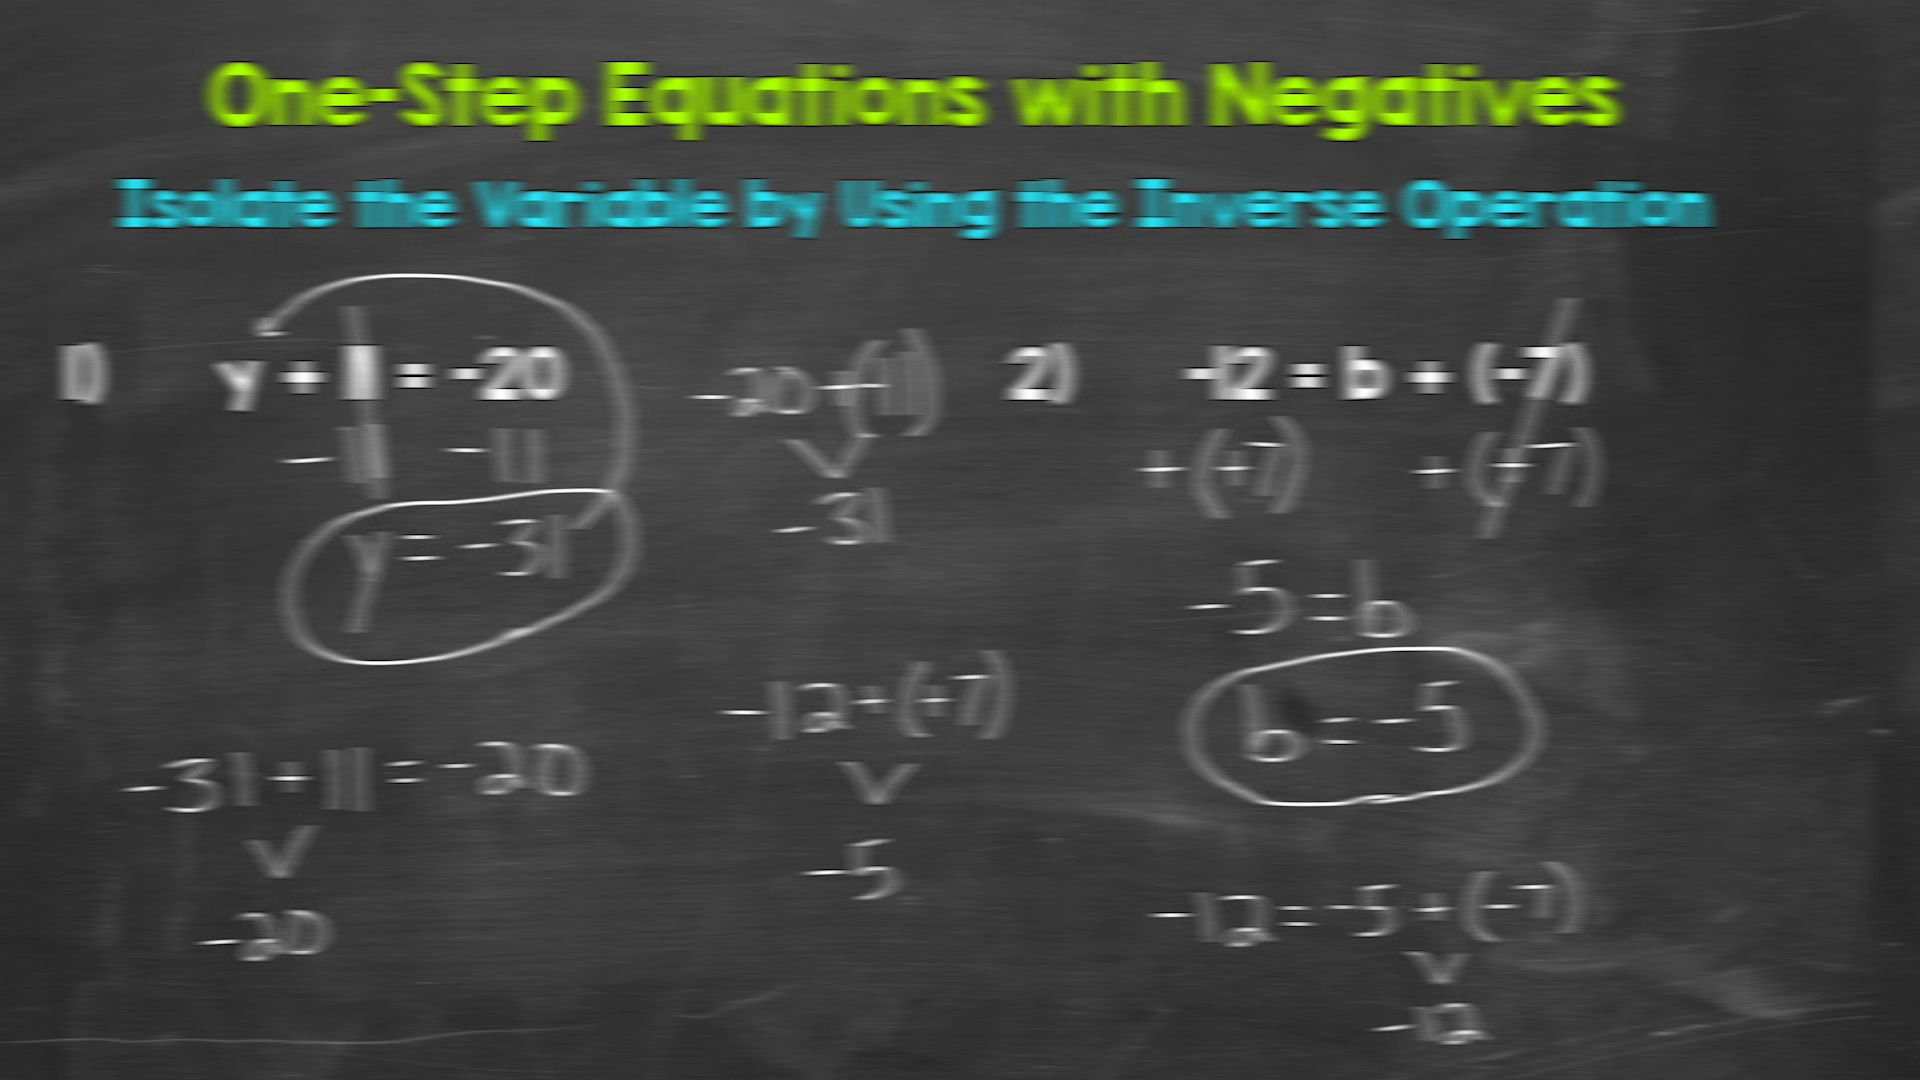 One-Step Equations with Negatives
Isolate the Variable by Using the Inverse Operation
1) y + 11 = -20
- 11 - 11
y = -31
-31 + 11 = -20
-20
-20 + (-11)
-31
-12 + (+7)
-5
2) -12 = b + (-7)
+ (+7) + (+7)
-5 = b
b = -5
-12 = -5 + (-7)
-12